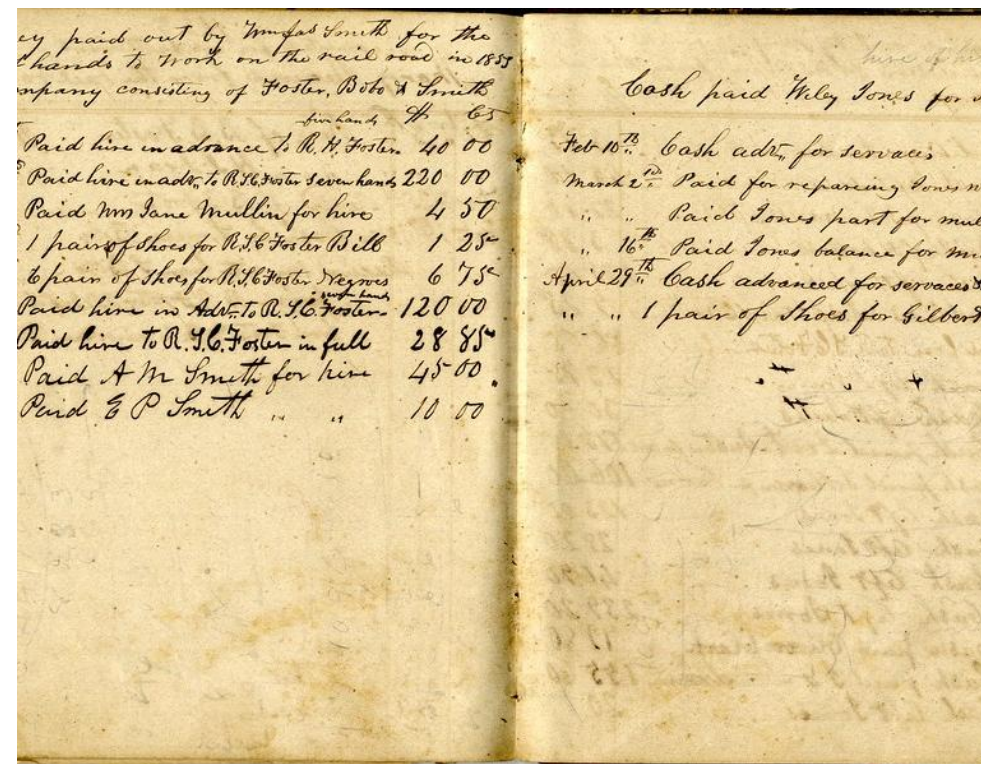 ey paid out by Wm Jas Smith for the
hands to work on the rail road in 1853
mpany consisting of Foster, Bobo & Smith
five hands $ Cts
Paid hire in advance to R. H. Foster 40 00
Paid hire in adv. to R.S.C. Foster seven hands 220 00
Paid Mrs Jane Mullin for hire 4 50
1 pair of Shoes for R.S.C Foster Bill 1 25
6 pair of Shoes for R.S.C Foster Negroes 6 75
seven hands
Paid hire in Adv. to R.S.C. Foster 120 00
Paid hire to R.S.C. Foster in full 28 85
Paid A M Smith for hire 45 00
Paid E P Smith " " 10 00
Cash paid Wiley Jones for
Feb 10th Cash adv. for servaces
March 2nd Paid for repareing Jones
" " Paid Jones part for mul
" 16th Paid Jones balance for mu
April 29th Cash advanced for servaces
" " 1 pair of Shoes for Gilbert